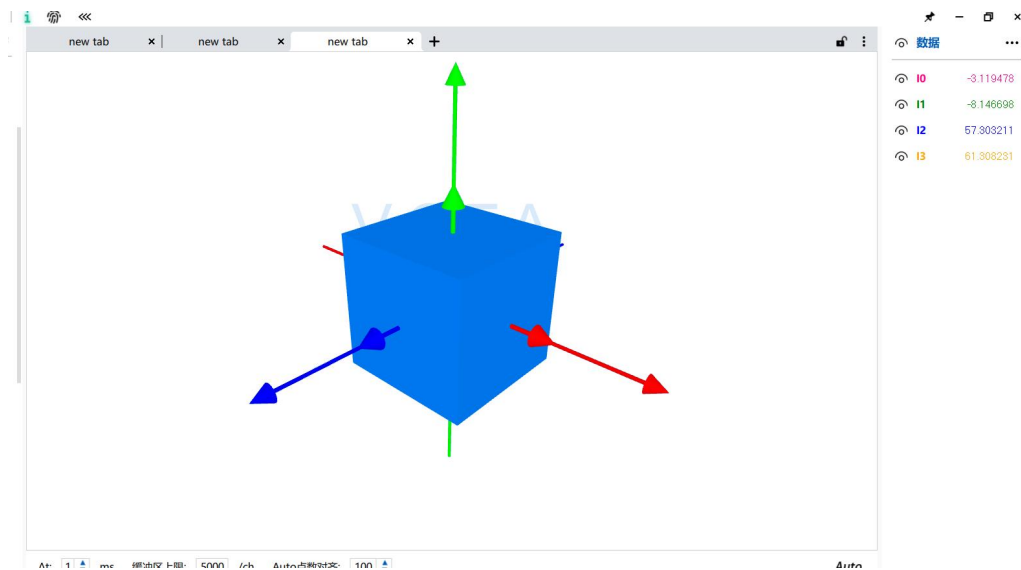 new tab × | new tab × new tab × +
数据 •••
I0 -3.119478
I1 -8.146698
I2 57.303211
I3 61.308231
Δt: 1 ms 缓冲区上限: 5000 /ch Auto点数对齐: 100 Auto